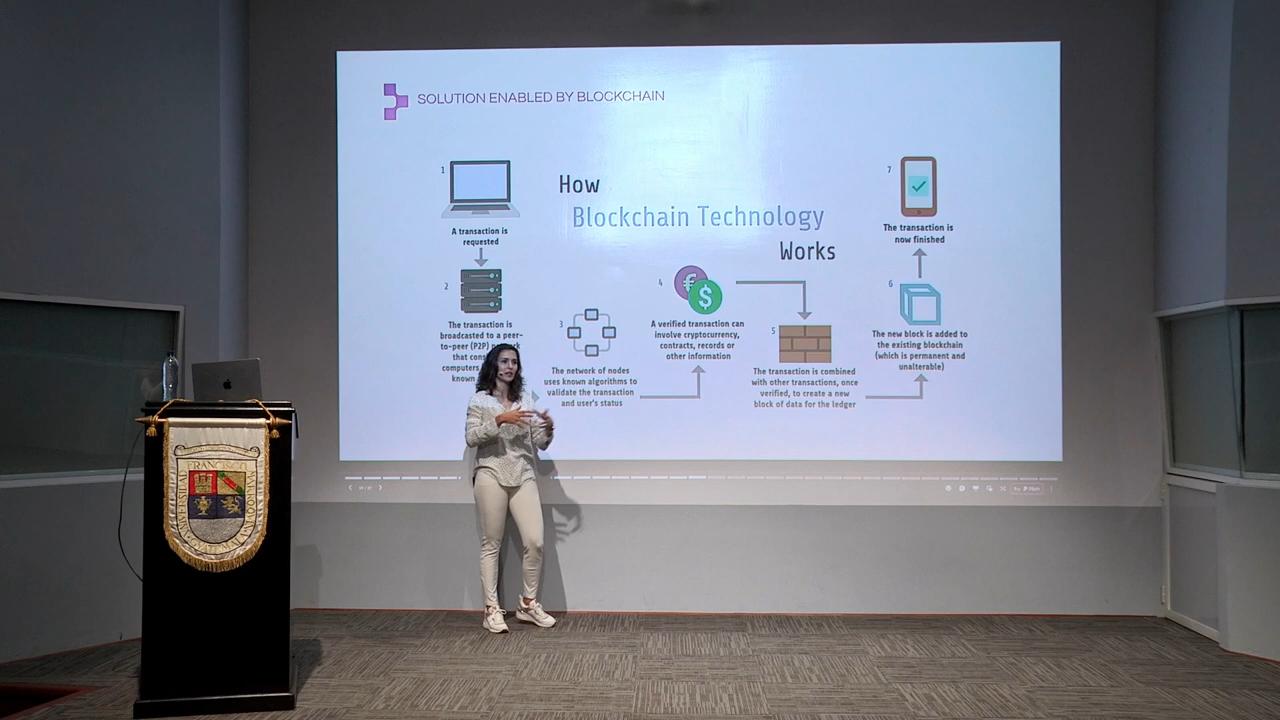 SOLUTION ENABLED BY BLOCKCHAIN
How
Blockchain Technology
Works
1
A transaction is
requested
2
The transaction is
broadcasted to a peer-
to-peer (P2P)
that
computers
known
3
The network of nodes
uses known algorithms to
validate the transaction
and user's status
4
€
$
A verified transaction can
involve cryptocurrency,
contracts, records or
other information
5
The transaction is combined
with other transactions, once
verified, to create a new
block of data for the ledger
6
The new block is added to
the existing blockchain
(which is permanent and
unalterable)
7
The transaction is
now finished
FRANCISCO